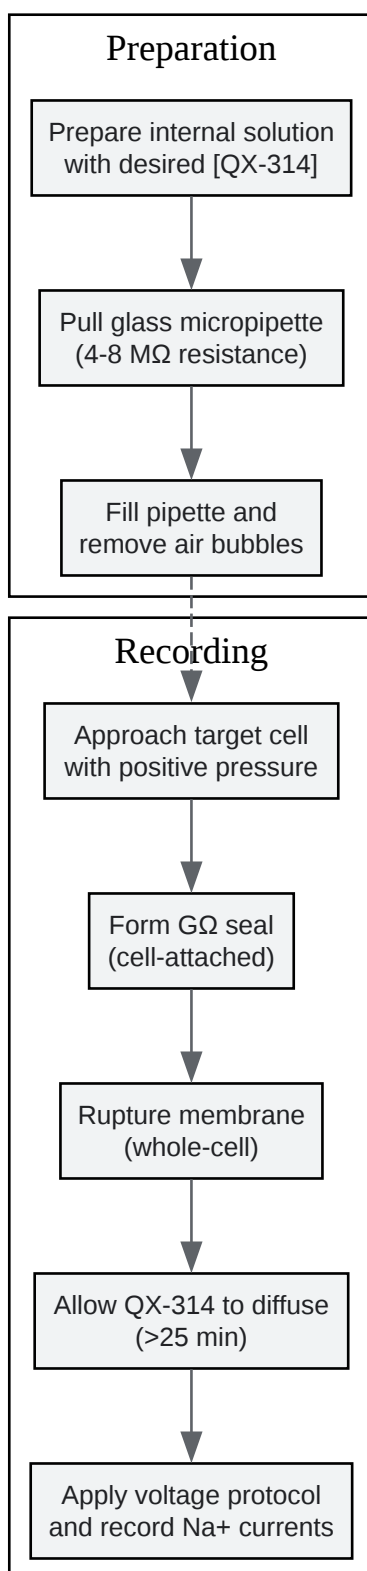 Preparation
Prepare internal solution
with desired [QX-314]
Pull glass micropipette
(4-8 MΩ resistance)
Fill pipette and
remove air bubbles
Recording
Approach target cell
with positive pressure
Form GΩ seal
(cell-attached)
Rupture membrane
(whole-cell)
Allow QX-314 to diffuse
(>25 min)
Apply voltage protocol
and record Na+ currents